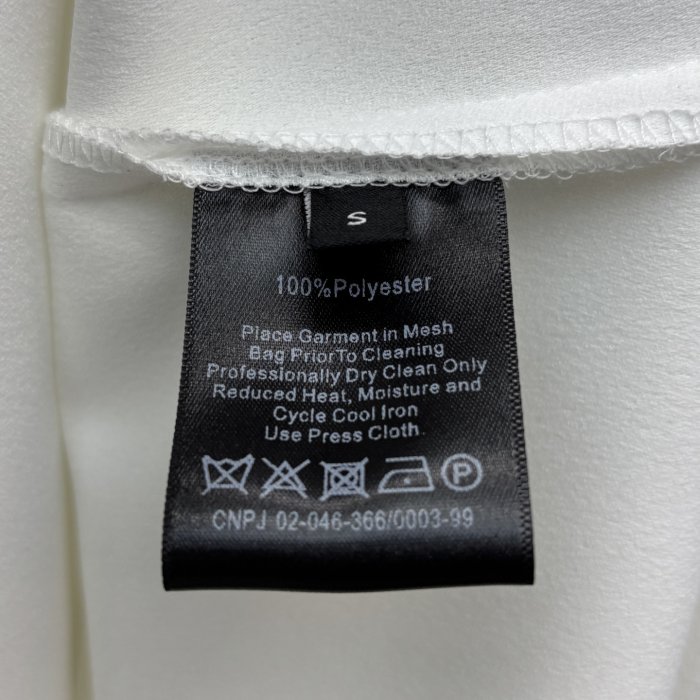 S
100%Polyester
Place Garment in Mesh
Bag PriorTo Cleaning
Professionally Dry Clean Only
Reduced Heat, Moisture and
Cycle Cool Iron
Use Press Cloth
P
CNPJ 02-046-366/0003-99